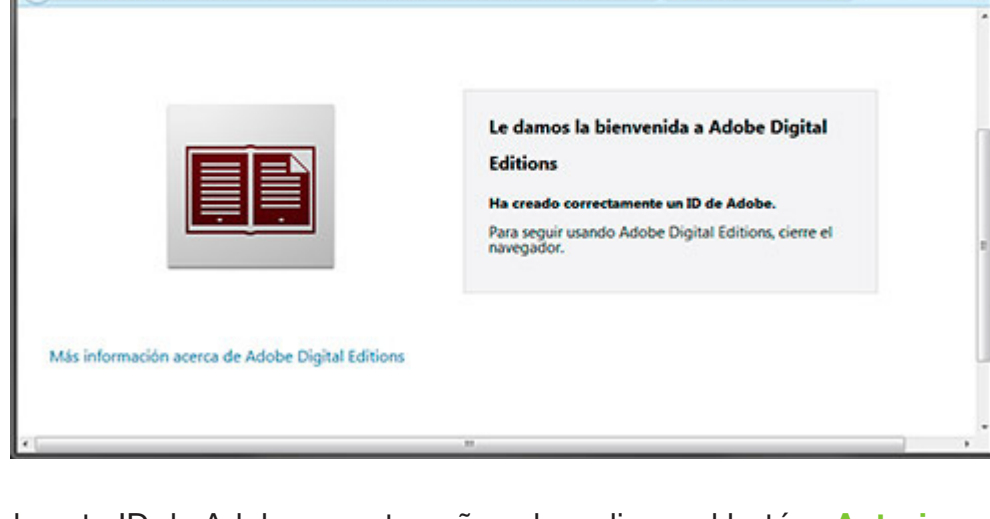 Le damos la bienvenida a Adobe Digital
Editions
Ha creado correctamente un ID de Adobe.
Para seguir usando Adobe Digital Editions, cierre el
navegador.
Más información acerca de Adobe Digital Editions